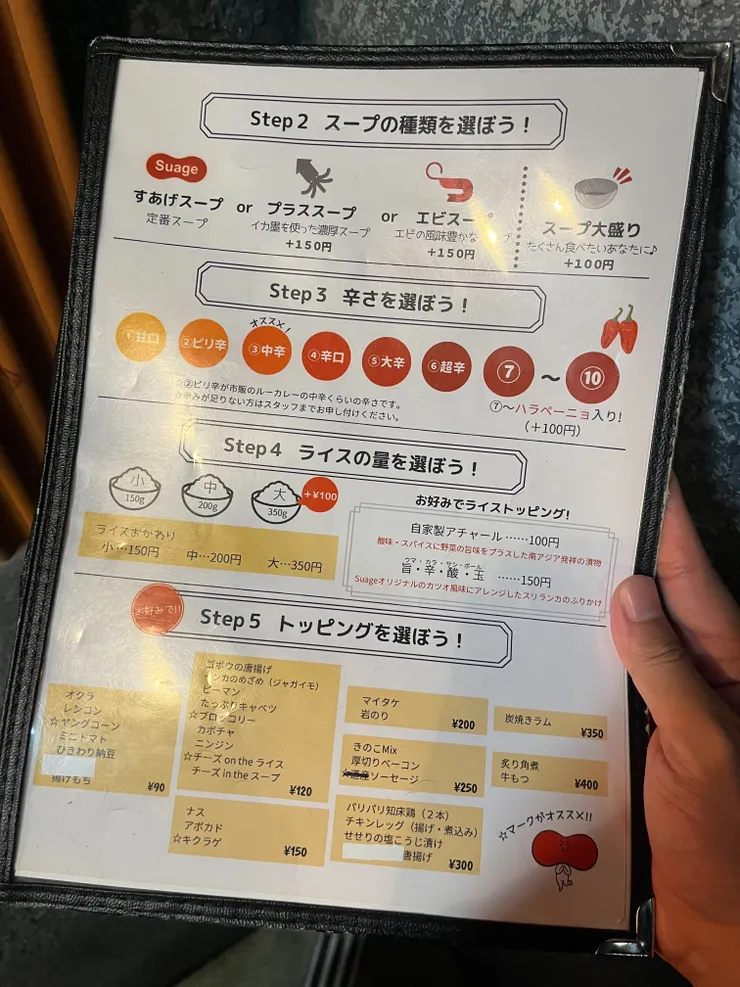 Step2 スープの種類を選ぼう！
Suage
すあげスープ
定番スープ
or
プラススープ
イカ墨を使った濃厚スープ
+150円
or
エビスープ
エビの風味豊かな
+150円
スープ大盛り
たくさん食べたいあなたに♪
+100円
Step3 辛さを選ぼう！
オススメ！
①甘口
②ピリ辛
③中辛
④辛口
⑤大辛
⑥超辛
⑦
～
⑩
②ピリ辛が市販のルーカレーの中辛くらいの辛さです。
☆辛みが足りない方はスタッフまでお申し付けください。
⑦～ハラペーニョ入り!
(+100円)
Step4 ライスの量を選ぼう！
小
150g
中
200g
大
350g
+¥100
ライスおかわり
小…150円 中…200円 大…350円
お好みでライストッピング!
自家製アチャール ……100円
酸味・スパイスに野菜の旨味をプラスした南アジア発祥の漬物
ウマ・カラ・サン・ボール
旨・辛・酸・玉 ……150円
Suageオリジナルのカツオ風味にアレンジしたスリランカのふりかけ
お好みで!!
Step5 トッピングを選ぼう！
オクラ
レンコン
☆ヤングコーン
ミニトマト
ひきわり納豆
揚げもち
¥90
ゴボウの唐揚げ
インカのめざめ（ジャガイモ）
ピーマン
たっぷりキャベツ
☆ブロッコリー
カボチャ
ニンジン
☆チーズ on the ライス
チーズ in the スープ
¥120
ナス
アボカド
☆キクラゲ
¥150
マイタケ
岩のり
¥200
きのこMix
厚切りベーコン
ソーセージ
¥250
パリパリ知床鶏（２本）
チキンレッグ（揚げ・煮込み）
せせりの塩こうじ漬け
唐揚げ
¥300
炭焼きラム
¥350
炙り角煮
牛もつ
¥400
☆マークがオススメ!!